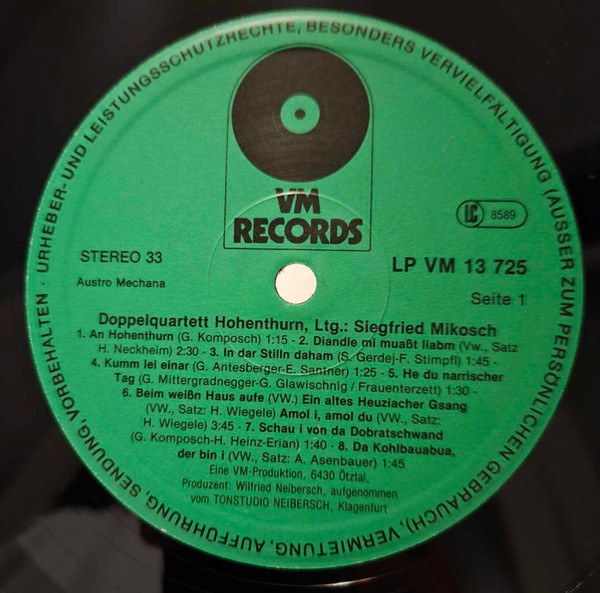 URHEBER- UND LEISTUNGSSCHUTZRECHTE, BESONDERS VERVIELFÄLTIGUNG (AUSSER ZUM PERSÖNLICHEN GEBRAUCH), VERMIETUNG, AUFFÜHRUNG, SENDUNG, VORBEHALTEN ·
VM
RECORDS
LC 8589
STEREO 33
LP VM 13 725
Austro Mechana
Seite 1
Doppelquartett Hohenthurn, Ltg.: Siegfried Mikosch
1. An Hohenthurn (G. Komposch) 1:15 - 2. Diandle mi muaßt liabm (Vw., Satz
H. Neckheim) 2:30 - 3. In dar Stilln daham (S. Gerdej-F. Stimpfl) 1:45 -
4. Kumm lei einar (G. Antesberger-E. Santner) 1:25 - 5. He du narrischer
Tag (G. Mittergradnegger-G. Glawischnig / Frauenterzett) 1:30 -
6. Beim weißn Haus aufe (VW.) Ein altes Heuziacher Gsang
(VW., Satz: H. Wiegele) Amol i, amol du (VW., Satz:
H. Wiegele) 3:45 - 7. Schau i von da Dobratschwand
(G. Komposch-H. Heinz-Erian) 1:40 - 8. Da Kohlbauabua,
der bin i (VW., Satz: A. Asenbauer) 1:45
Eine VM-Produktion, 6430 Ötztal,
Produzent: Wilfried Neibersch, aufgenommen
vom TONSTUDIO NEIBERSCH, Klagenfurt